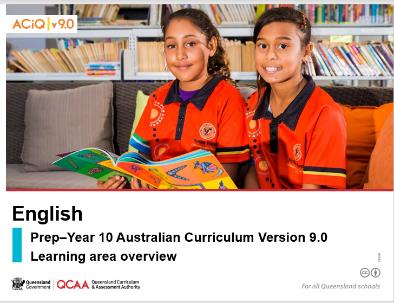 ACiQ | v9.0
English
Prep–Year 10 Australian Curriculum Version 9.0
Learning area overview
Queensland Government
QCAA
Queensland Curriculum & Assessment Authority
For all Queensland schools